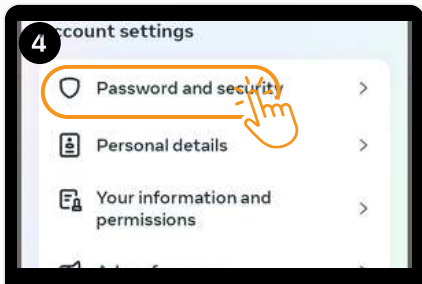 4
ccount settings
Password and security
Personal details
Your information and
permissions